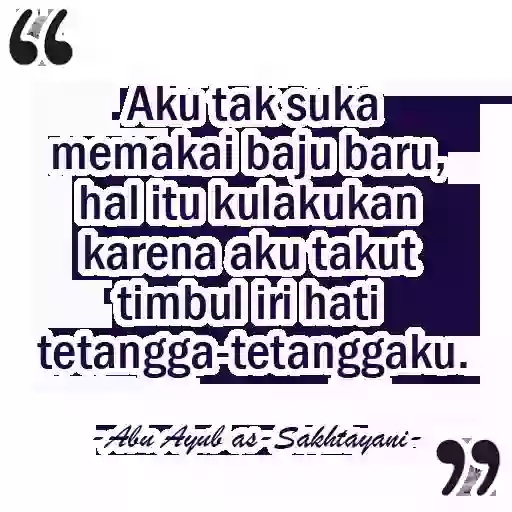 Aku tak suka
memakai baju baru,
hal itu kulakukan
karena aku takut
timbul iri hati
tetangga-tetanggaku.
-Abu Ayub as-Sakhtayani-